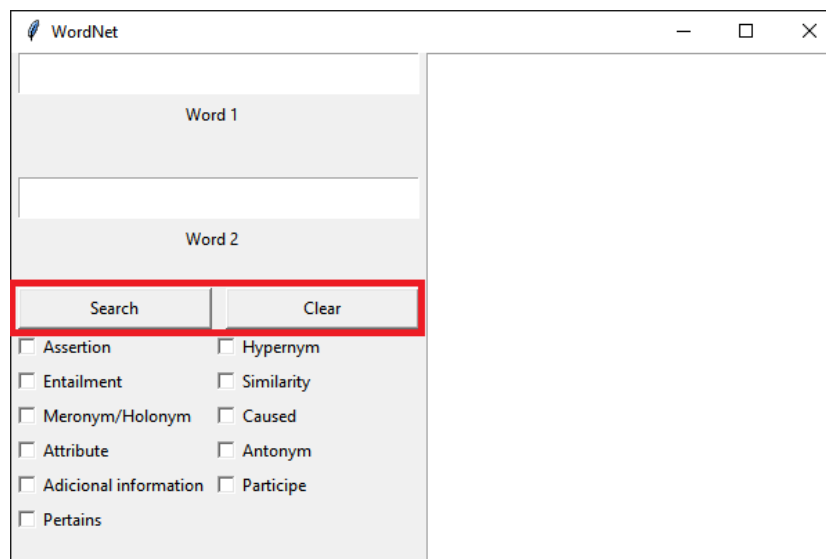 WordNet
Word 1
Word 2
Search Clear
Assertion Hypernym
Entailment Similarity
Meronym/Holonym Caused
Attribute Antonym
Adicional information Participe
Pertains